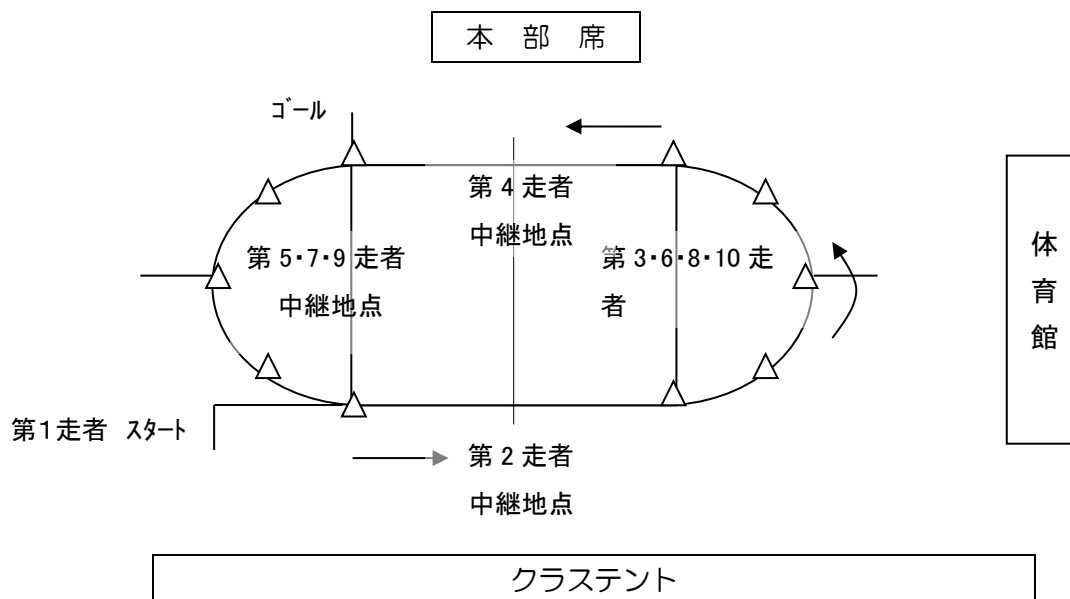 本 部 席
ゴール
第 4 走者
中継地点
第 5・7・9 走者
中継地点
第 3・6・8・10 走
者
体
育
館
第1走者 スタート
第 2 走者
中継地点
クラステント